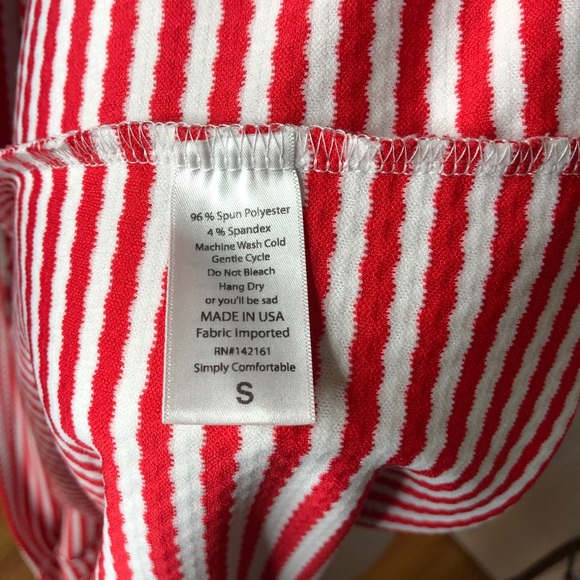 96 % Spun Polyester
4 % Spandex
Machine Wash Cold
Gentle Cycle
Do Not Bleach
Hang Dry
or you'll be sad
MADE IN USA
Fabric Imported
RN#142161
Simply Comfortable
S